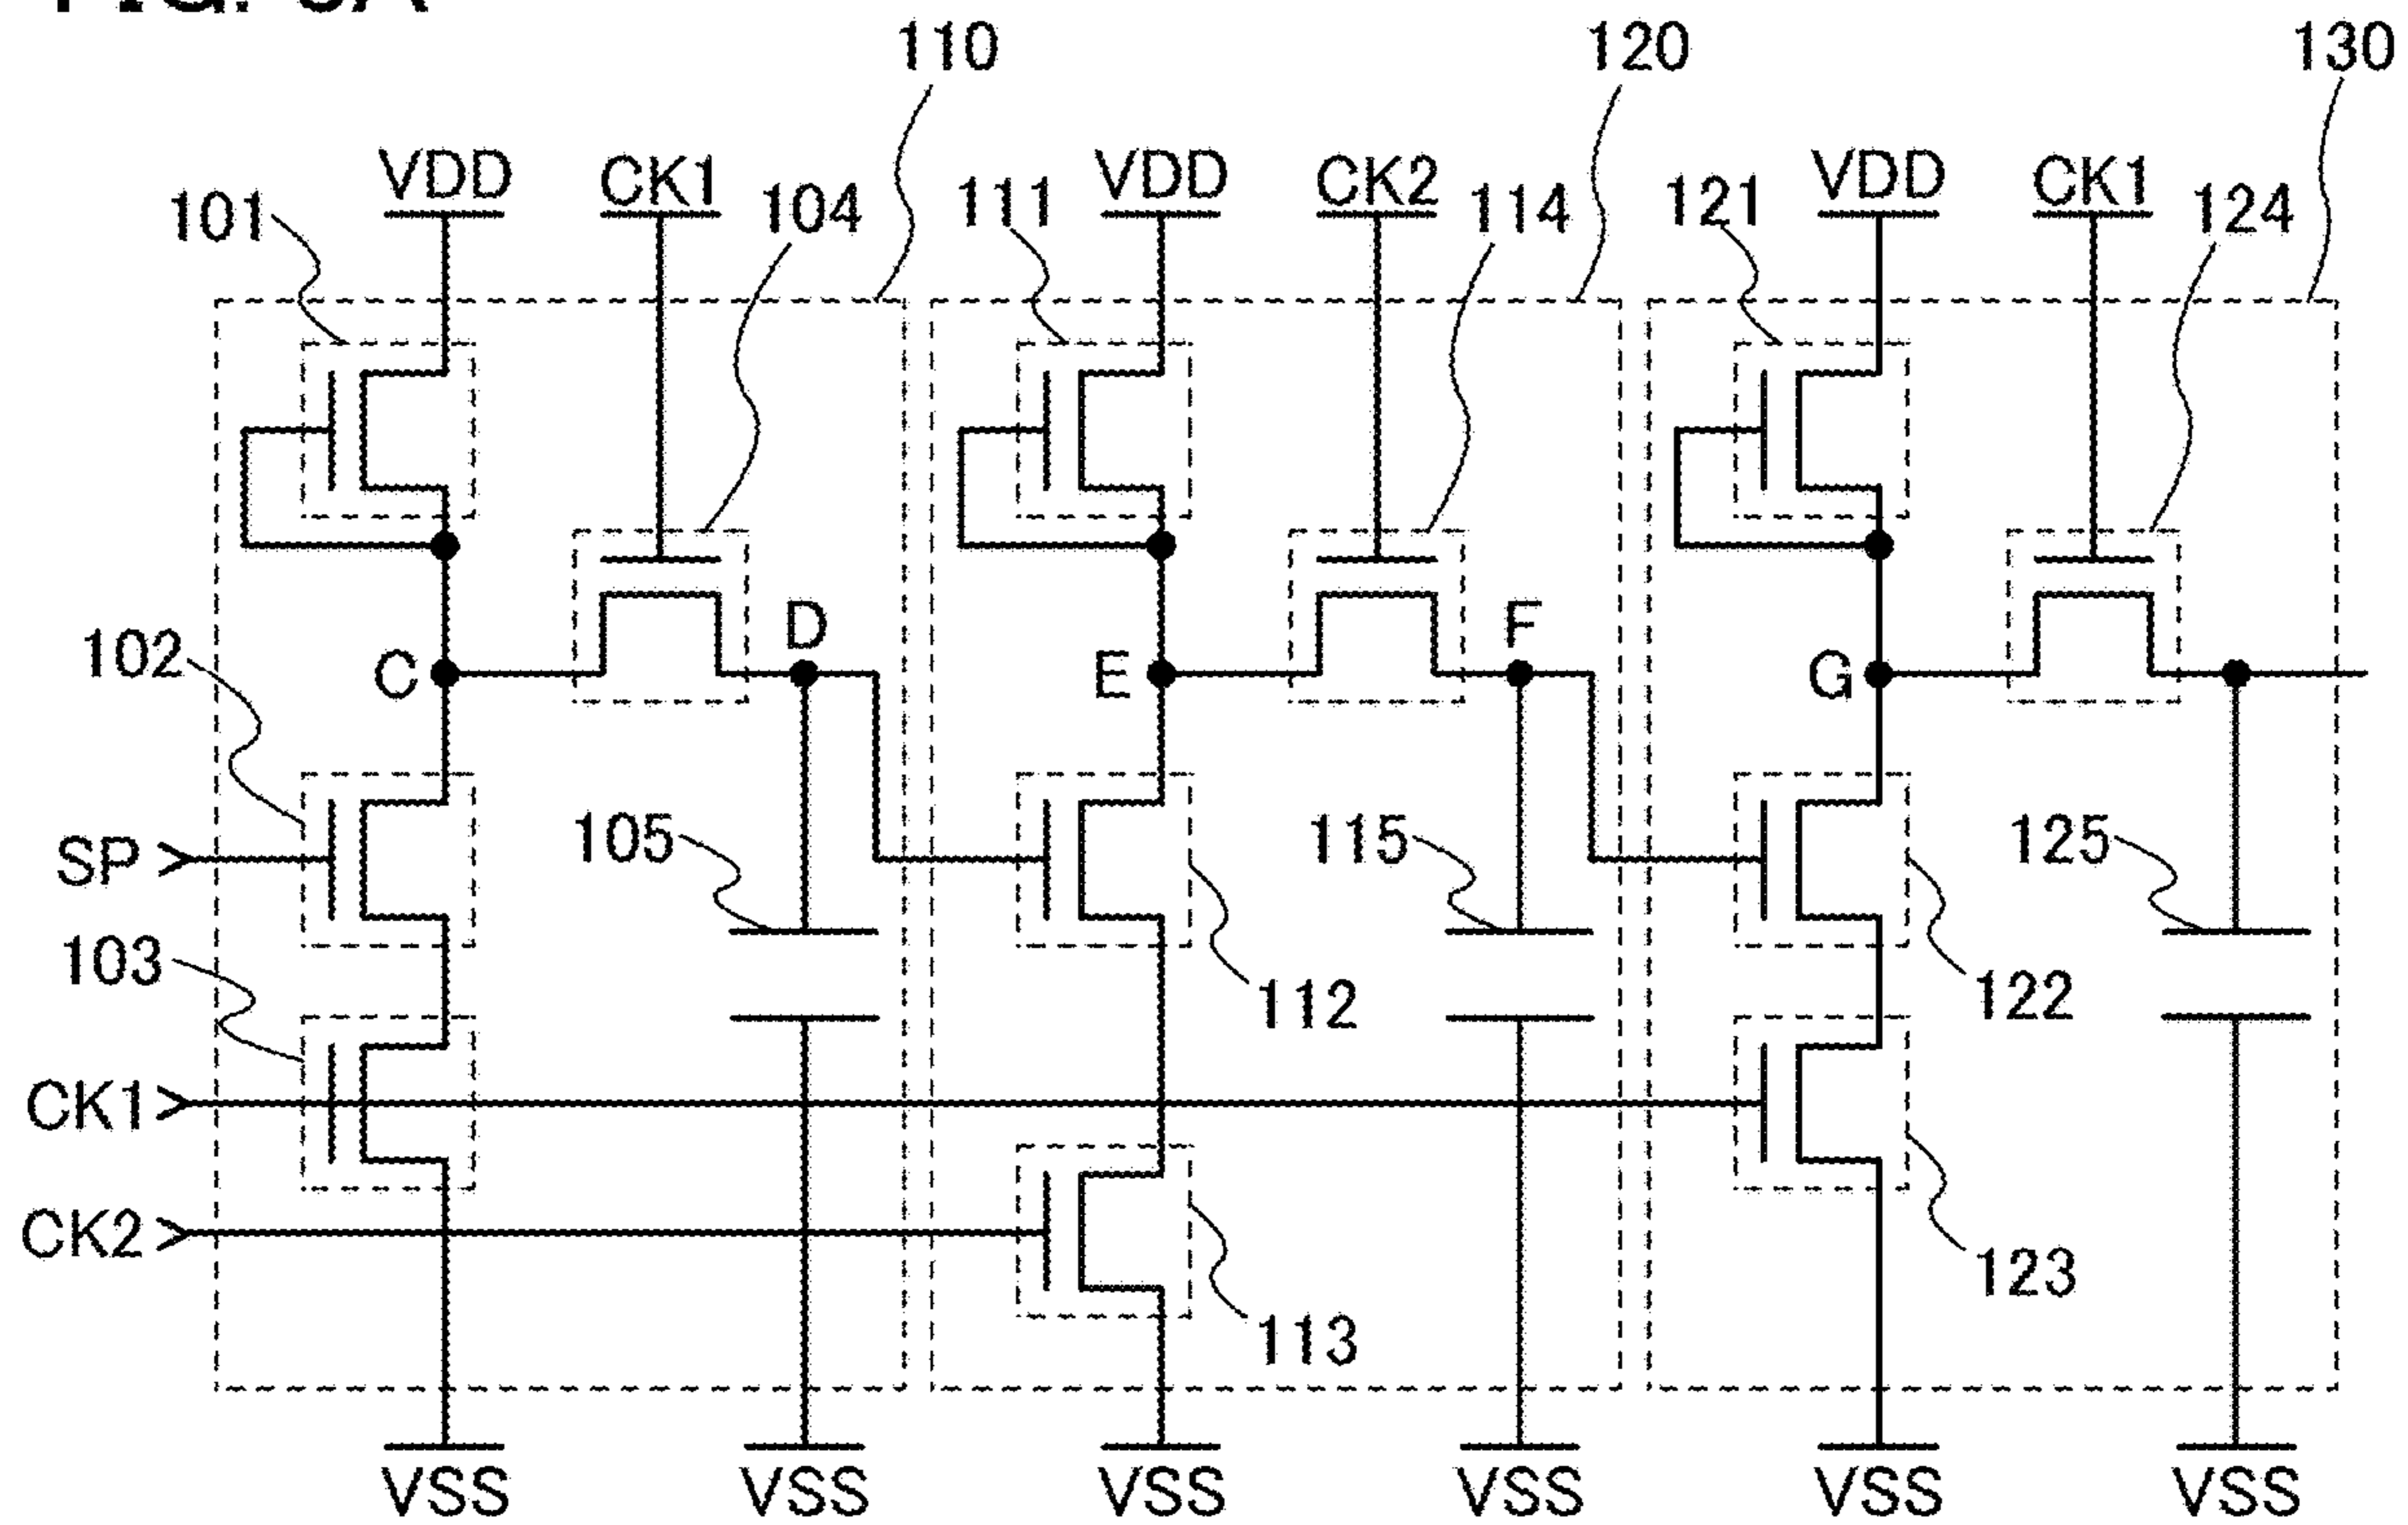 110 120 130
VDD CK1 VDD CK2 VDD CK1
101 104 111 114 121 124
D F
102 C E G
SP 105 115 125
103 112 122
CK1
CK2 113 123
VSS VSS VSS VSS VSS VSS